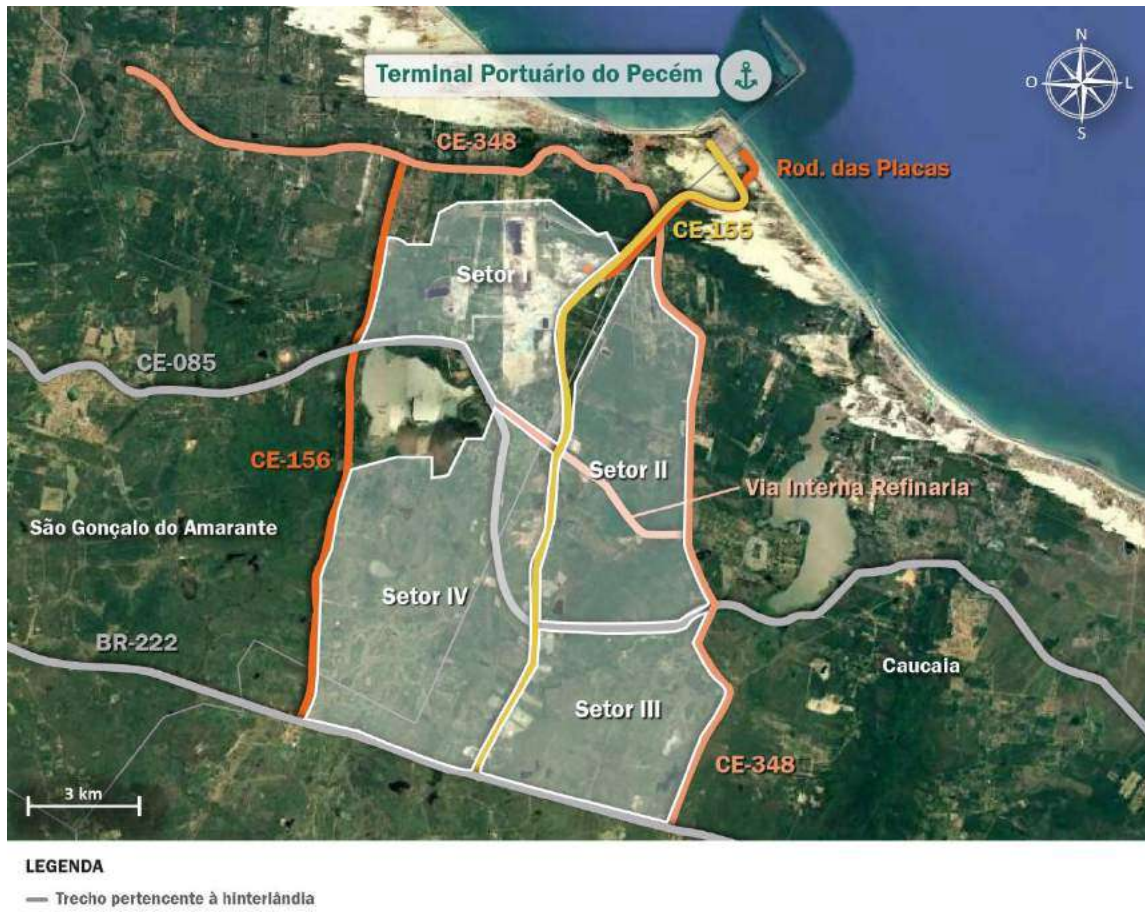 Terminal Portuário do Pecém
N
O
L
S
CE-348
Rod. das Placas
CE-155
Setor I
CE-085
CE-156
Setor II
Via Interna Refinaria
São Gonçalo do Amarante
Setor IV
BR-222
Caucaia
Setor III
CE-348
3 km
LEGENDA
Trecho pertencente à hinterlândia